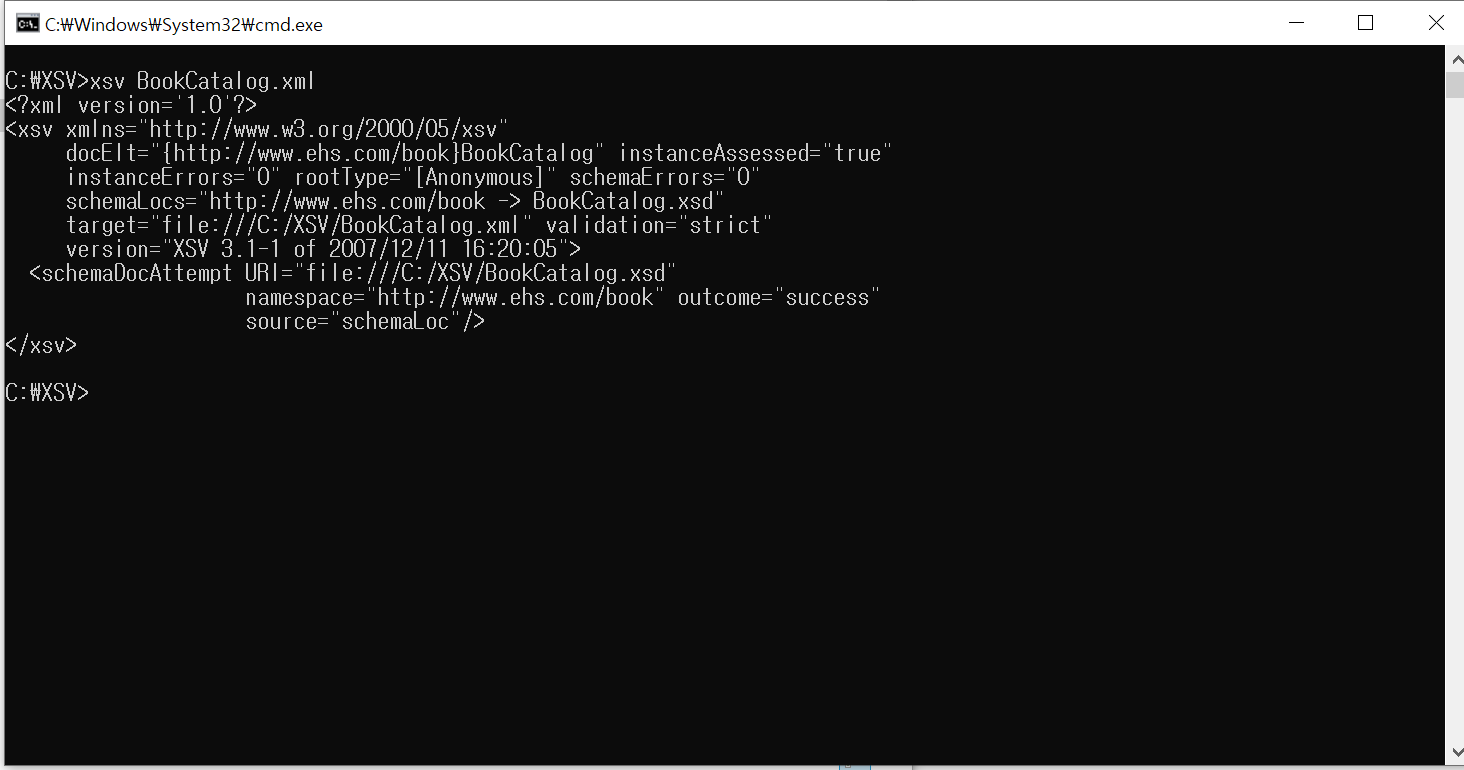 C:₩Windows₩System32₩cmd.exe
C:₩XSV>xsv BookCatalog.xml
<?xml version='1.0'?>
<xsv xmlns="http://www.w3.org/2000/05/xsv"
docElt="{http://www.ehs.com/book}BookCatalog" instanceAssessed="true"
instanceErrors="0" rootType="[Anonymous]" schemaErrors="0"
schemaLocs="http://www.ehs.com/book -> BookCatalog.xsd"
target="file:///C:/XSV/BookCatalog.xml" validation="strict"
version="XSV 3.1-1 of 2007/12/11 16:20:05">
<schemaDocAttempt URI="file:///C:/XSV/BookCatalog.xsd"
namespace="http://www.ehs.com/book" outcome="success"
source="schemaLoc"/>
</xsv>
C:₩XSV>